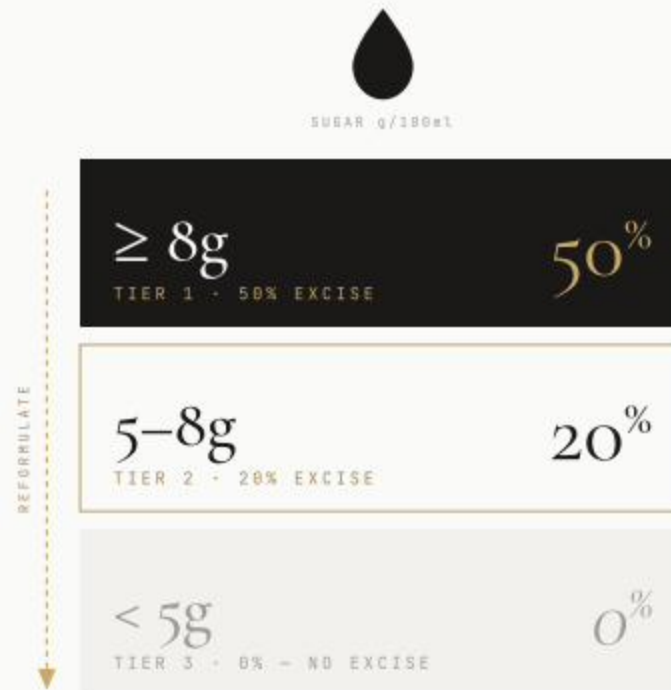 SUGAR g/100ml
≥ 8g
50%
TIER 1 · 50% EXCISE
REFORMULATE
5–8g
20%
TIER 2 · 20% EXCISE
< 5g
0%
TIER 3 · 0% — NO EXCISE